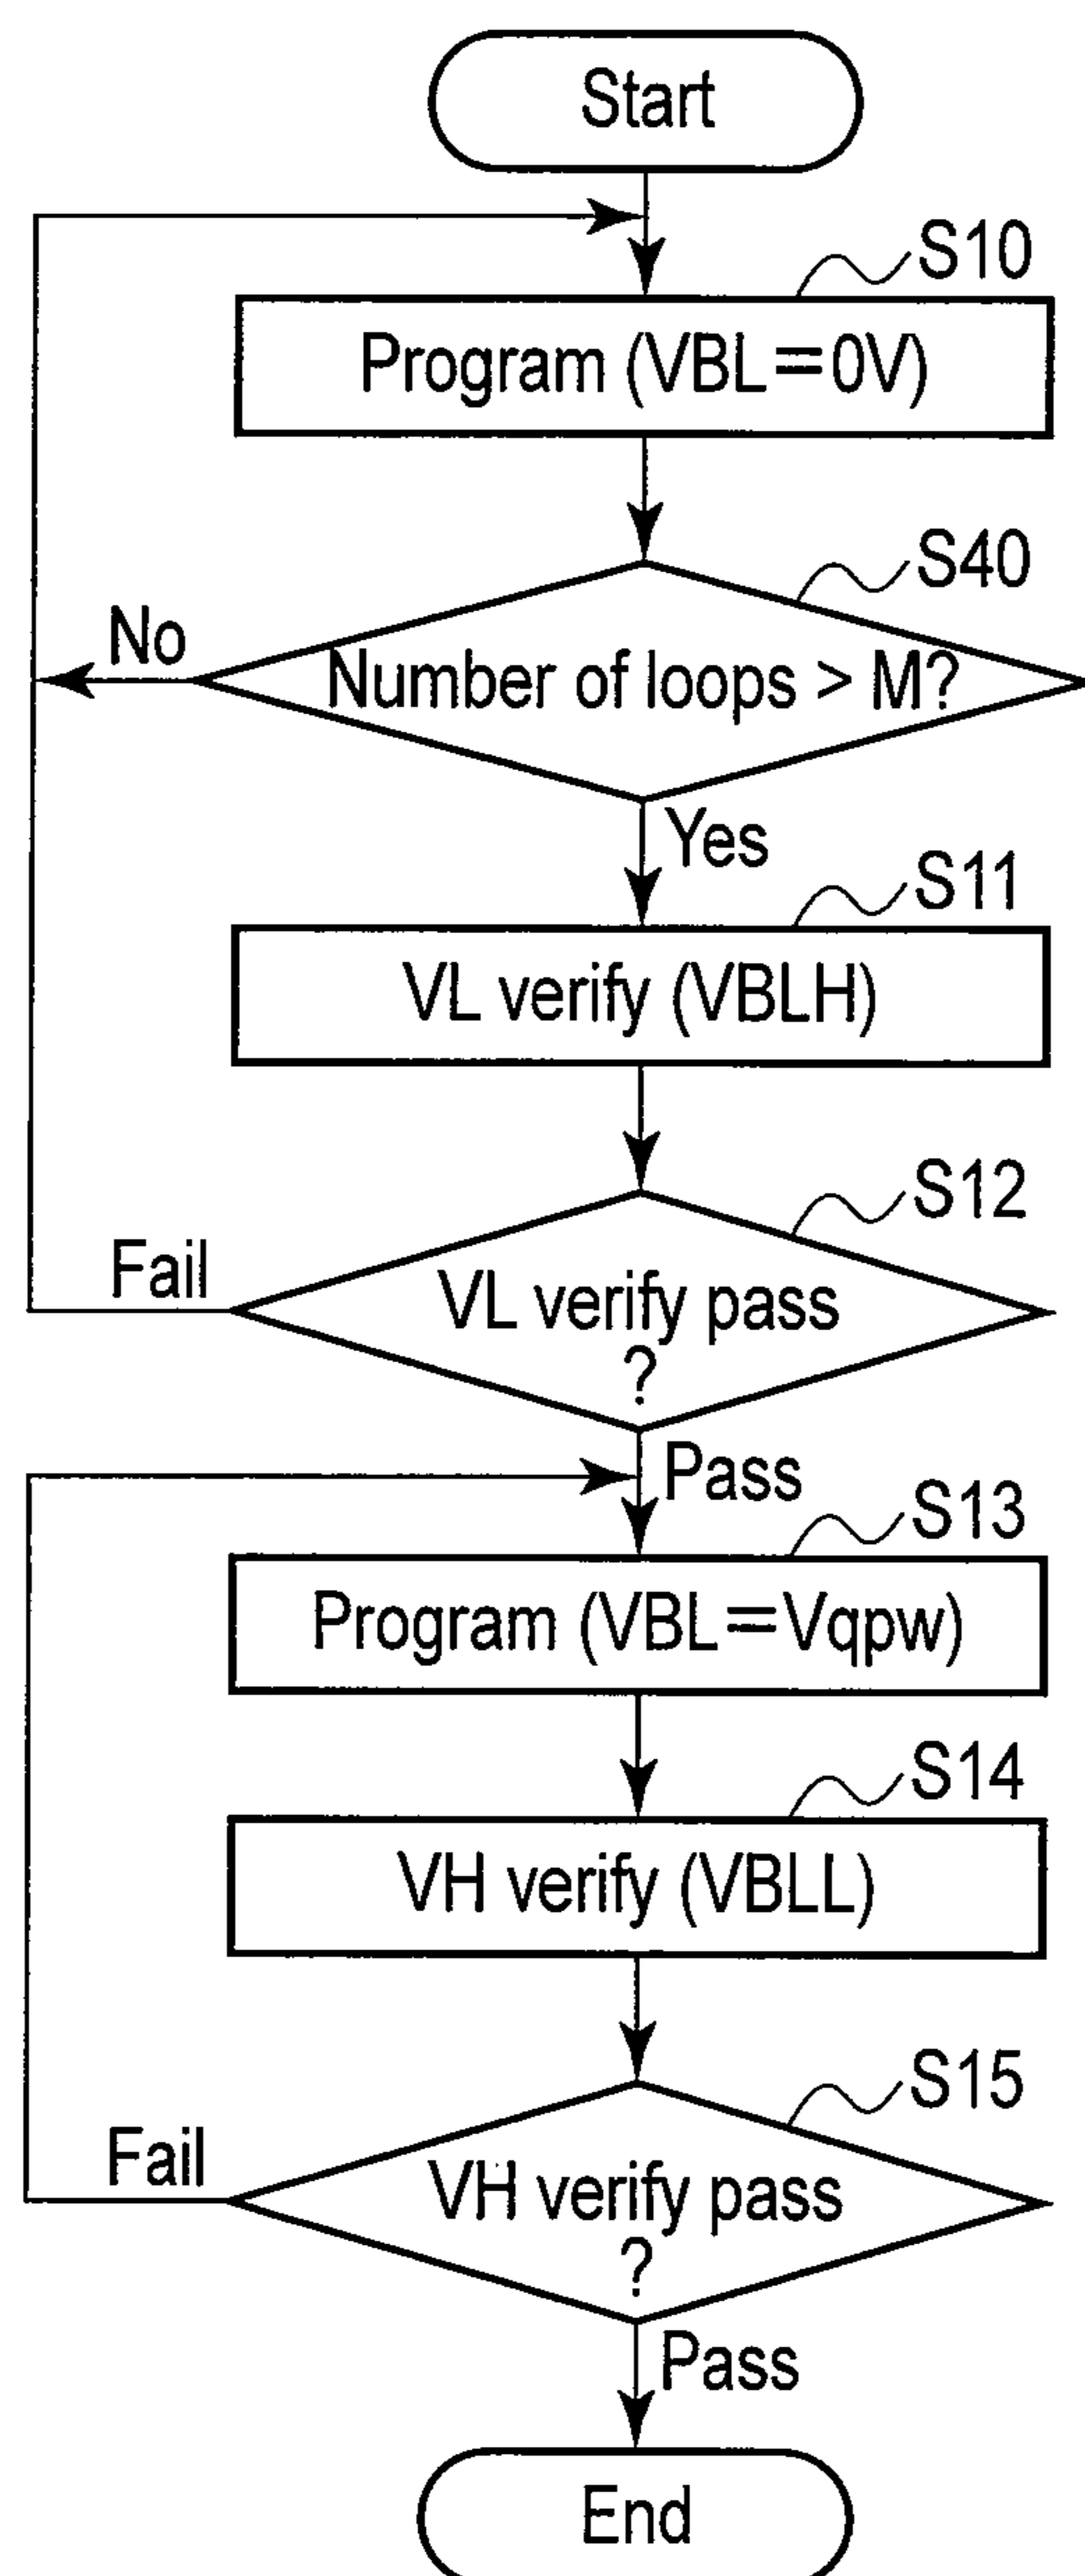 Start
S10
Program (VBL=0V)
S40
No
Number of loops > M?
Yes
S11
VL verify (VBLH)
S12
Fail
VL verify pass
?
Pass
S13
Program (VBL=Vqpw)
S14
VH verify (VBLL)
S15
Fail
VH verify pass
?
Pass
End